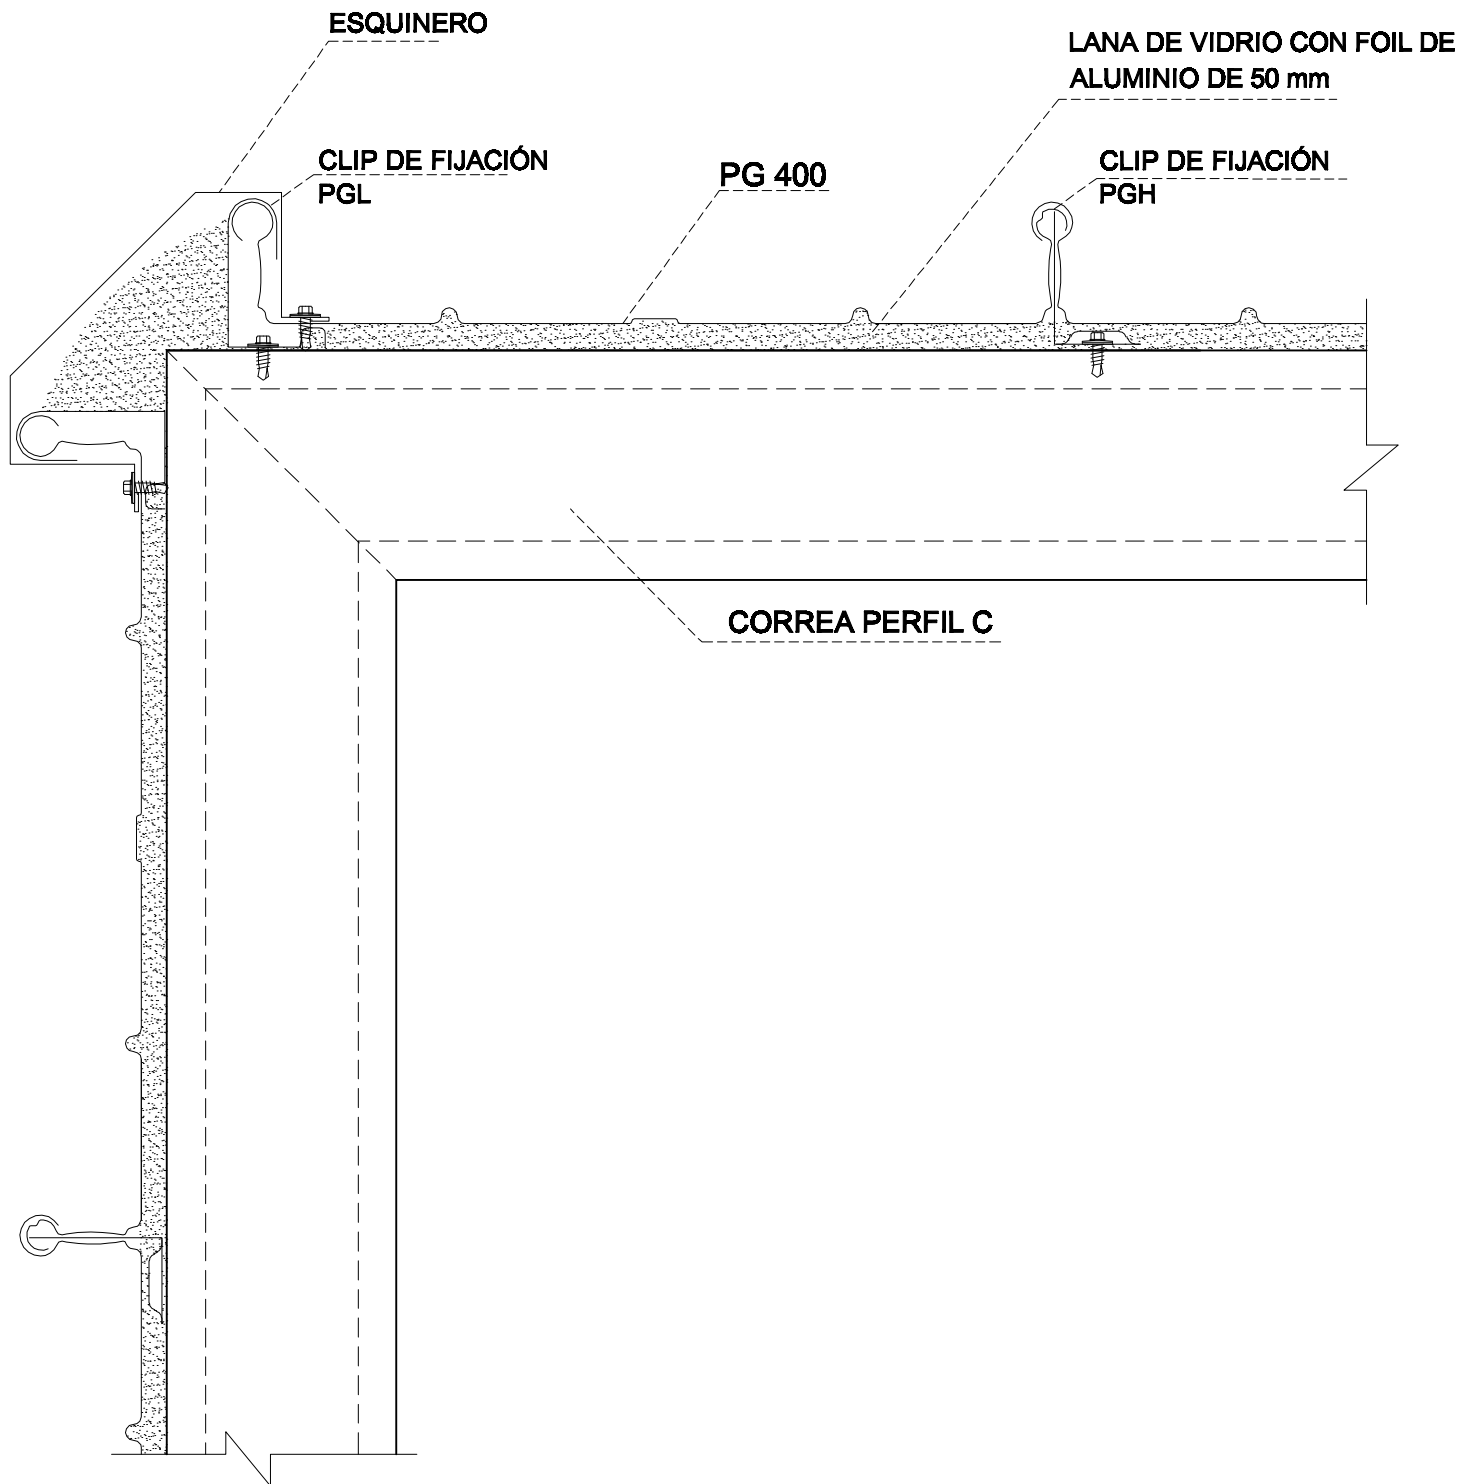 ESQUINERO
LANA DE VIDRIO CON FOIL DE
ALUMINIO DE 50 mm
CLIP DE FIJACIÓN
PGL
PG 400
CLIP DE FIJACIÓN
PGH
CORREA PERFIL C